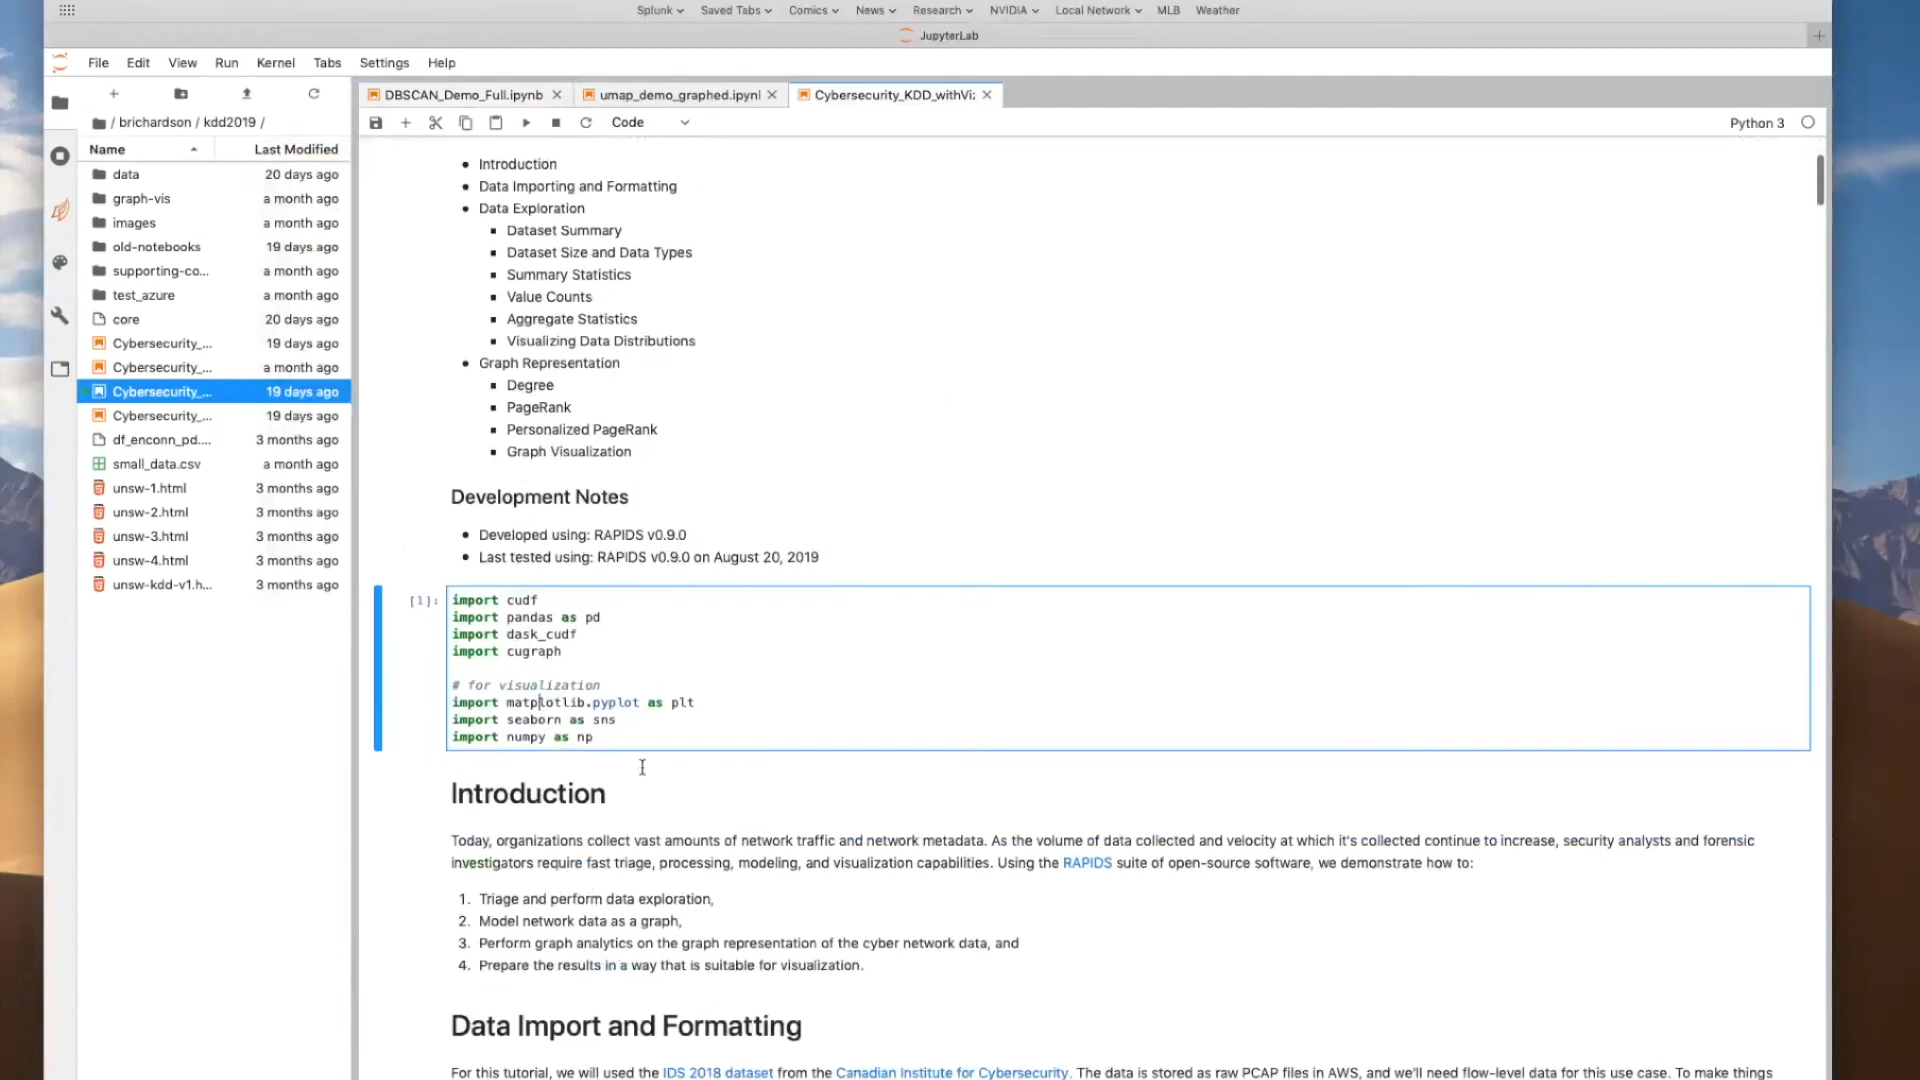 Splunk Saved Tabs Comics News Research NVIDIA Local Network MLB Weather
JupyterLab
File Edit View Run Kernel Tabs Settings Help
DBSCAN_Demo_Full.ipynb umap_demo_graphed.ipynl Cybersecurity_KDD_withVi:
/ brichardson / kdd2019 /
Code
Python 3
Name Last Modified
data 20 days ago
graph-vis a month ago
images a month ago
old-notebooks 19 days ago
supporting-co... a month ago
test_azure a month ago
core 20 days ago
Cybersecurity_... 19 days ago
Cybersecurity_... a month ago
Cybersecurity_... 19 days ago
Cybersecurity_... 19 days ago
df_enconn_pd.... 3 months ago
small_data.csv a month ago
unsw-1.html 3 months ago
unsw-2.html 3 months ago
unsw-3.html 3 months ago
unsw-4.html 3 months ago
unsw-kdd-v1.h... 3 months ago
• Introduction
• Data Importing and Formatting
• Data Exploration
▪ Dataset Summary
▪ Dataset Size and Data Types
▪ Summary Statistics
▪ Value Counts
▪ Aggregate Statistics
▪ Visualizing Data Distributions
• Graph Representation
▪ Degree
▪ PageRank
▪ Personalized PageRank
▪ Graph Visualization
Development Notes
• Developed using: RAPIDS v0.9.0
• Last tested using: RAPIDS v0.9.0 on August 20, 2019
[1]: import cudf
import pandas as pd
import dask_cudf
import cugraph
# for visualization
import matplotlib.pyplot as plt
import seaborn as sns
import numpy as np
Introduction
Today, organizations collect vast amounts of network traffic and network metadata. As the volume of data collected and velocity at which it's collected continue to increase, security analysts and forensic
investigators require fast triage, processing, modeling, and visualization capabilities. Using the RAPIDS suite of open-source software, we demonstrate how to:
1. Triage and perform data exploration,
2. Model network data as a graph,
3. Perform graph analytics on the graph representation of the cyber network data, and
4. Prepare the results in a way that is suitable for visualization.
Data Import and Formatting
For this tutorial, we will used the IDS 2018 dataset from the Canadian Institute for Cybersecurity. The data is stored as raw PCAP files in AWS, and we'll need flow-level data for this use case. To make things